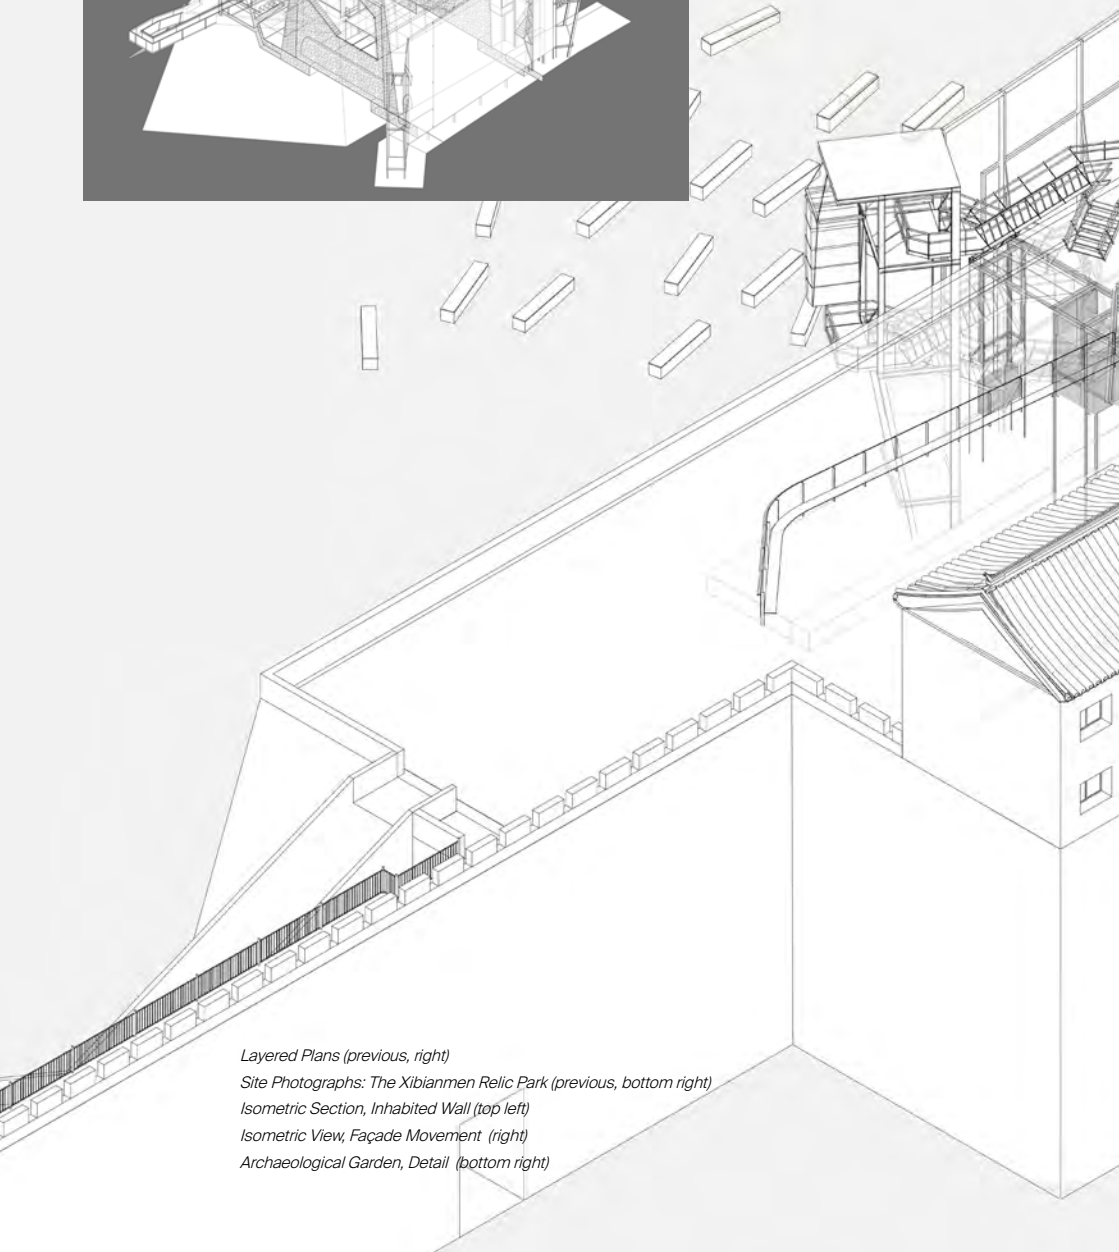 Layered Plans (previous, right)
Site Photographs: The Xibianmen Relic Park (previous, bottom right)
Isometric Section, Inhabited Wall (top left)
Isometric View, Façade Movement (right)
Archaeological Garden, Detail (bottom right)